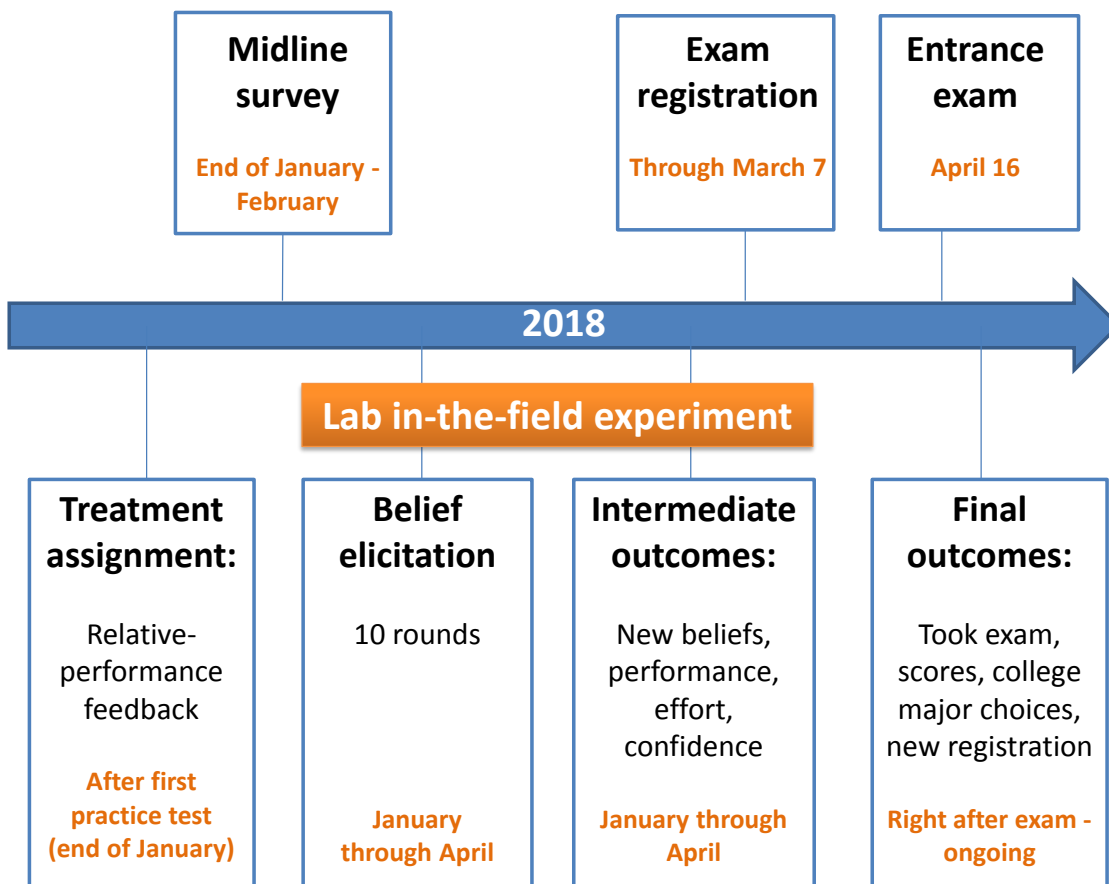 Midline
survey
End of January -
February
Exam
registration
Through March 7
Entrance
exam
April 16
2018
Lab in-the-field experiment
Treatment
assignment:
Relative-
performance
feedback
After first
practice test
(end of January)
Belief
elicitation
10 rounds
January
through April
Intermediate
outcomes:
New beliefs,
performance,
effort,
confidence
January through
April
Final
outcomes:
Took exam,
scores, college
major choices,
new registration
Right after exam -
ongoing